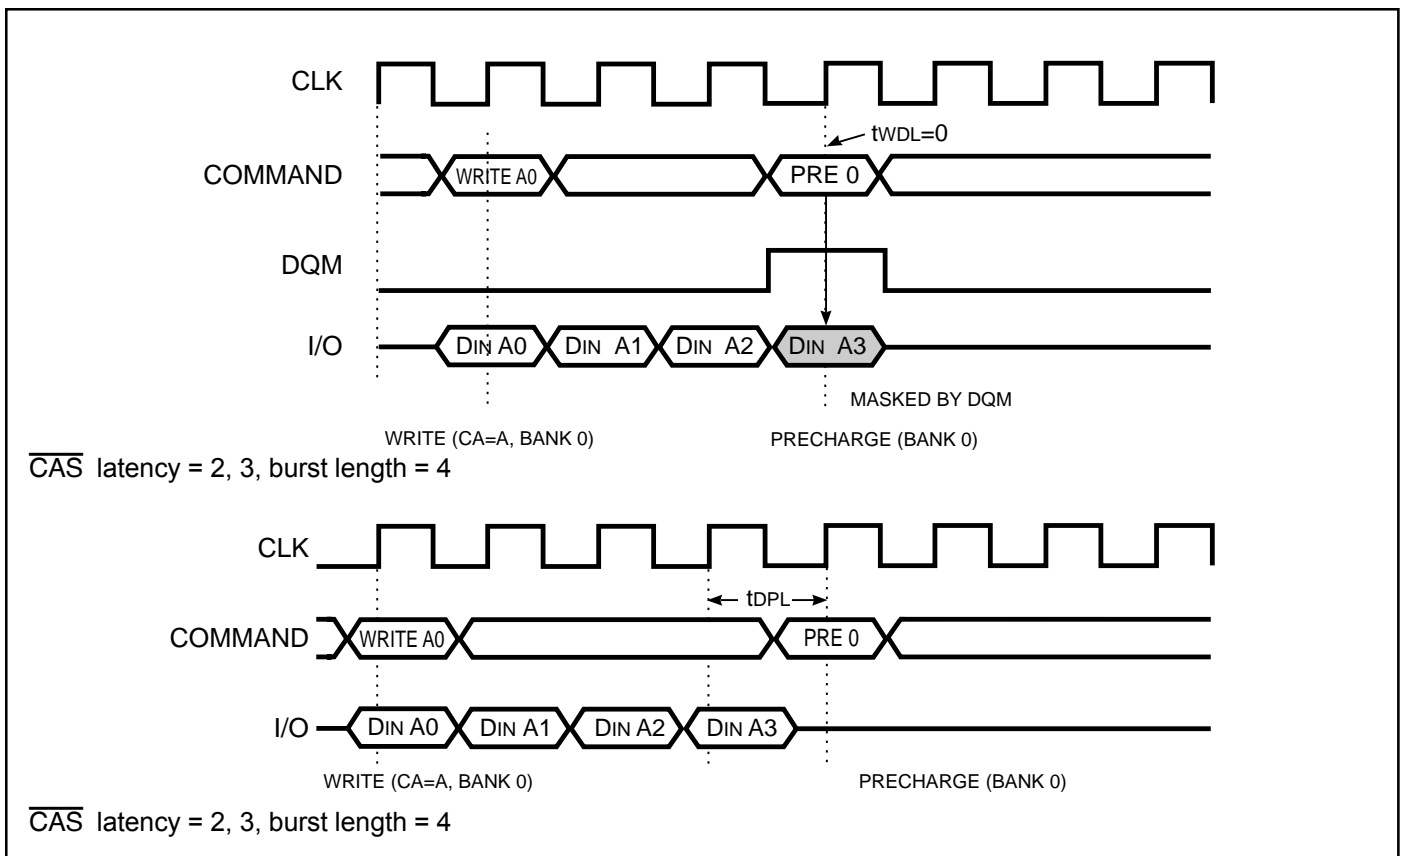 CLK
tWDL=0
COMMAND WRITE A0 PRE 0
DQM
I/O DIN A0 DIN A1 DIN A2 DIN A3
MASKED BY DQM
WRITE (CA=A, BANK 0) PRECHARGE (BANK 0)
CAS latency = 2, 3, burst length = 4
CLK
tDPL
COMMAND WRITE A0 PRE 0
I/O DIN A0 DIN A1 DIN A2 DIN A3
WRITE (CA=A, BANK 0) PRECHARGE (BANK 0)
CAS latency = 2, 3, burst length = 4